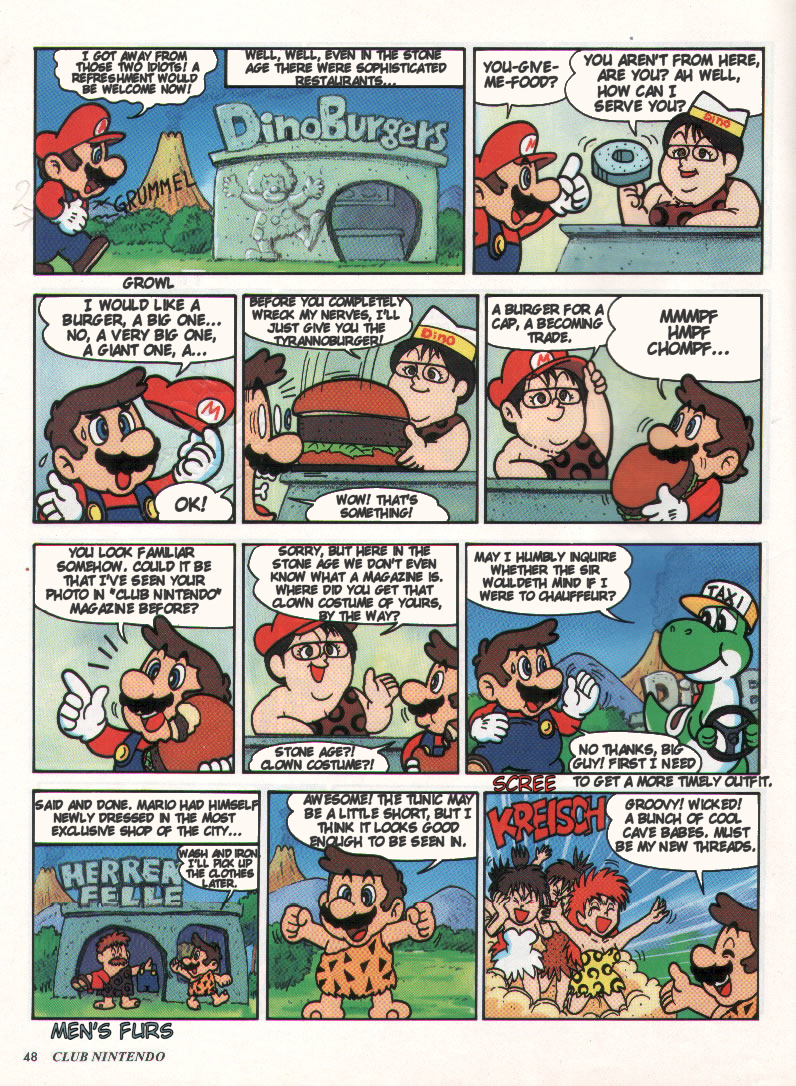 I GOT AWAY FROM
THOSE TWO IDIOTS! A
REFRESHMENT WOULD
BE WELCOME NOW!
WELL, WELL, EVEN IN THE STONE
AGE THERE WERE SOPHISTICATED
RESTAURANTS...
DinoBurgers
GRUMMEL
GROWL
YOU-GIVE-
ME-FOOD?
YOU AREN'T FROM HERE,
ARE YOU? AH WELL,
HOW CAN I
SERVE YOU?
Dino
M
I WOULD LIKE A
BURGER, A BIG ONE...
NO, A VERY BIG ONE,
A GIANT ONE, A...
M
OK!
BEFORE YOU COMPLETELY
WRECK MY NERVES, I'LL
JUST GIVE YOU THE
TYRANNOBURGER!
Dino
WOW! THAT'S
SOMETHING!
A BURGER FOR A
CAP, A BECOMING
TRADE.
M
MMMPF
HMPF
CHOMPF...
YOU LOOK FAMILIAR
SOMEHOW. COULD IT BE
THAT I'VE SEEN YOUR
PHOTO IN "CLUB NINTENDO"
MAGAZINE BEFORE?
SORRY, BUT HERE IN THE
STONE AGE WE DON'T EVEN
KNOW WHAT A MAGAZINE IS.
WHERE DID YOU GET THAT
CLOWN COSTUME OF YOURS,
BY THE WAY?
STONE AGE?!
CLOWN COSTUME?!
MAY I HUMBLY INQUIRE
WHETHER THE SIR
WOULDETH MIND IF I
WERE TO CHAUFFEUR?
TAXI
NO THANKS, BIG
GUY! FIRST I NEED
TO GET A MORE TIMELY OUTFIT.
SAID AND DONE. MARIO HAD HIMSELF
NEWLY DRESSED IN THE MOST
EXCLUSIVE SHOP OF THE CITY...
HERREN
FELLE
WASH AND IRON.
I'LL PICK UP
THE CLOTHES
LATER.
MEN'S FURS
AWESOME! THE TUNIC MAY
BE A LITTLE SHORT, BUT I
THINK IT LOOKS GOOD
ENOUGH TO BE SEEN IN.
SCREE
KREISCH
GROOVY! WICKED!
A BUNCH OF COOL
CAVE BABES. MUST
BE MY NEW THREADS.
48 CLUB NINTENDO